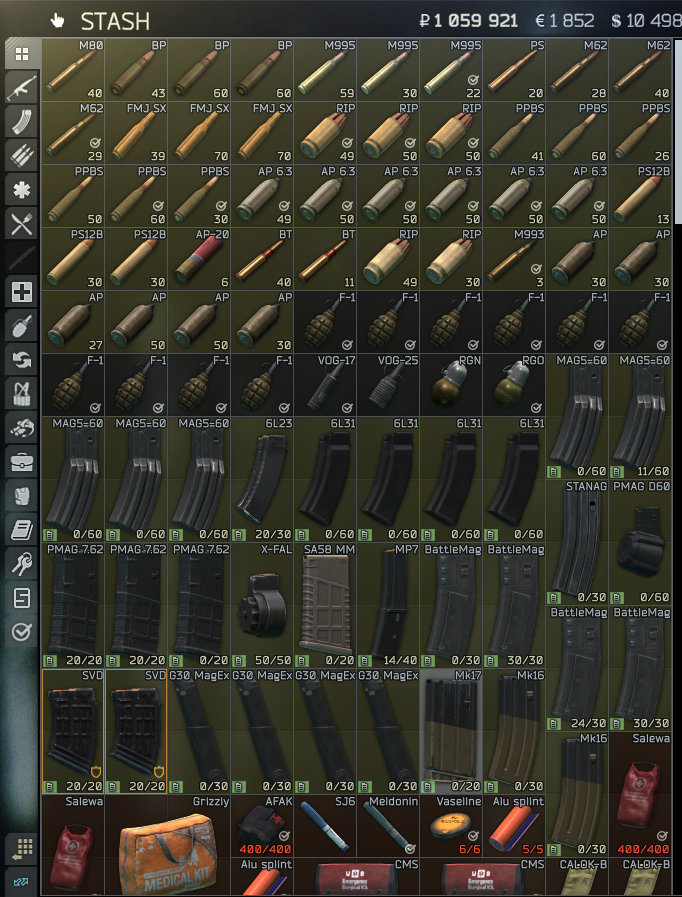 STASH ₽ 1 059 921 € 1 852 $ 10 498
M80 BP BP BP M995 M995 M995 PS M62 M62
40 43 60 60 59 30 22 20 28 40
M62 FMJ SX FMJ SX FMJ SX RIP RIP RIP PPBS PPBS PPBS
29 39 70 70 49 50 50 41 60 26
PPBS PPBS PPBS AP 6.3 AP 6.3 AP 6.3 AP 6.3 AP 6.3 AP 6.3 PS12B
50 60 30 49 50 50 50 50 50 13
PS12B PS12B AP-20 BT BT RIP RIP M993 AP AP
30 30 6 40 11 49 30 3 30 30
AP AP AP AP F-1 F-1 F-1 F-1 F-1 F-1
27 50 50 30
F-1 F-1 F-1 F-1 VOG-17 VOG-25 RGN RGO MAG5-60 MAG5-60
MAG5-60 MAG5-60 MAG5-60 6L23 6L31 6L31 6L31 6L31
0/60 11/60
STANAG PMAG D60
0/60 0/60 0/60 20/30 0/60 0/60 0/60 0/60
PMAG 7.62 PMAG 7.62 PMAG 7.62 X-FAL SA58 MM MP7 BattleMag BattleMag
0/60 0/60
BattleMag BattleMag
20/20 20/20 0/20 50/50 0/20 14/40 0/30 30/30
SVD SVD G30 MagEx G30 MagEx G30 MagEx G30 MagEx Mk17 Mk16
24/30 30/30
Mk16 Salewa
20/20 20/20 0/30 0/30 0/30 0/30 0/20 0/30
Salewa Grizzly AFAK SJ6 Meldonin Vaseline Alu splint
400/400 6/6 5/5 0/30 400/400
MEDICAL KIT
Alu splint CMS CMS CALOK-B CALOK-B